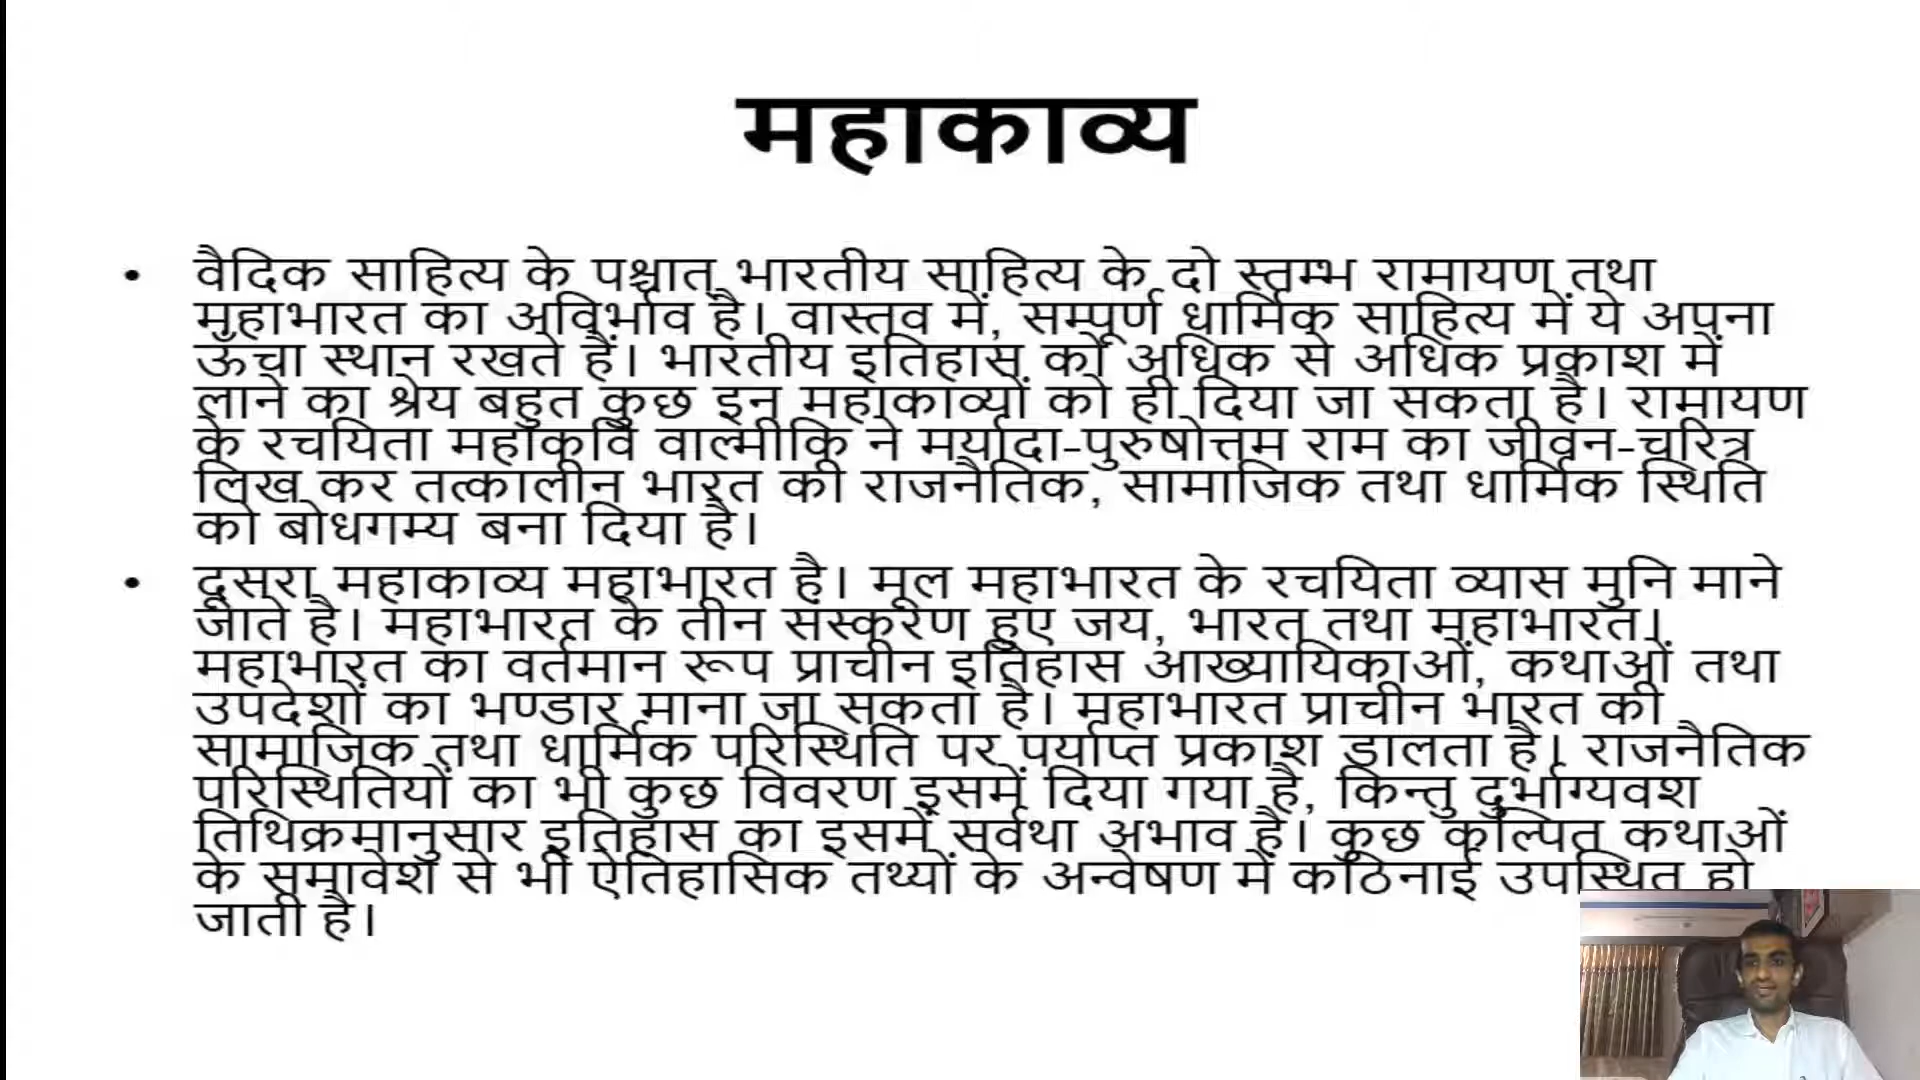 महाकाव्य
• वैदिक साहित्य के पश्चात् भारतीय साहित्य के दो स्तम्भ रामायण तथा
महाभारत का अविर्भाव है। वास्तव में, सम्पूर्ण धार्मिक साहित्य में ये अपना
ऊँचा स्थान रखते हैं। भारतीय इतिहास को अधिक से अधिक प्रकाश में
लाने का श्रेय बहुत कुछ इन महाकाव्यों को ही दिया जा सकता है। रामायण
के रचयिता महाकवि वाल्मीकि ने मर्यादा-पुरुषोत्तम राम का जीवन-चरित्र
लिख कर तत्कालीन भारत की राजनैतिक, सामाजिक तथा धार्मिक स्थिति
को बोधगम्य बना दिया है।
• दूसरा महाकाव्य महाभारत है। मूल महाभारत के रचयिता व्यास मुनि माने
जाते है। महाभारत के तीन संस्करण हुए जय, भारत तथा महाभारत।
महाभारत का वर्तमान रूप प्राचीन इतिहास आख्यायिकाओं, कथाओं तथा
उपदेशों का भण्डार माना जा सकता है। महाभारत प्राचीन भारत की
सामाजिक तथा धार्मिक परिस्थिति पर पर्याप्त प्रकाश डालता है। राजनैतिक
परिस्थितियों का भी कुछ विवरण इसमें दिया गया है, किन्तु दुर्भाग्यवश
तिथिक्रमानुसार इतिहास का इसमें सर्वथा अभाव है। कुछ कल्पित कथाओं
के समावेश से भी ऐतिहासिक तथ्यों के अन्वेषण में कठिनाई उपस्थित हो
जाती है।